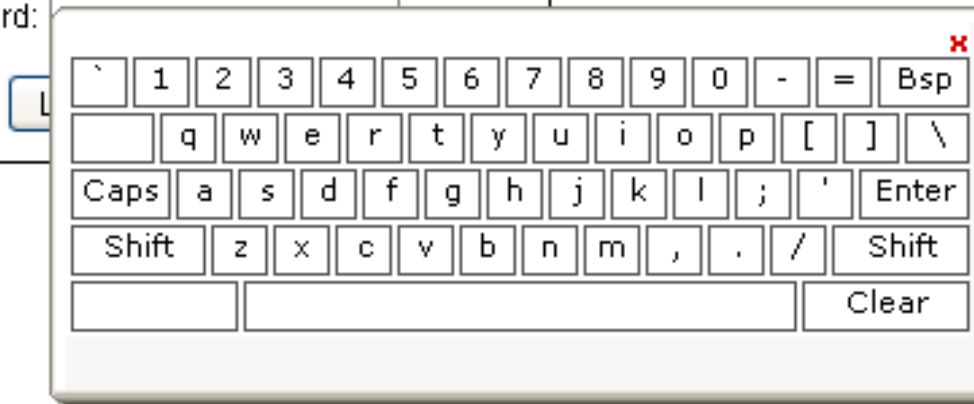 rd:
x
` 1 2 3 4 5 6 7 8 9 0 - = Bsp
L
q w e r t y u i o p [ ] \
Caps a s d f g h j k l ; ' Enter
Shift z x c v b n m , . / Shift
Clear